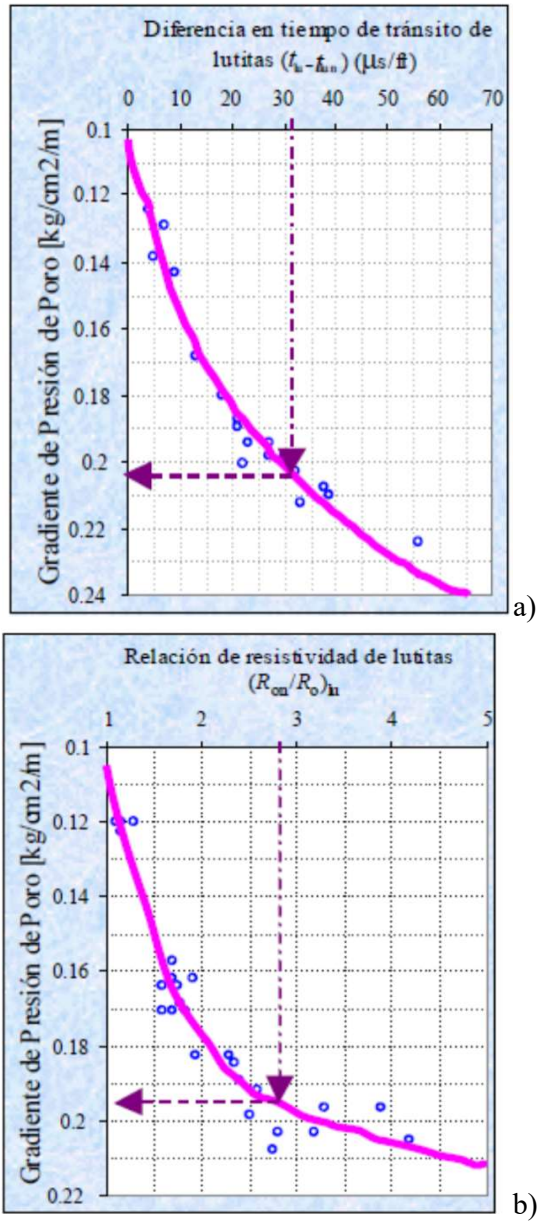 Diferencia en tiempo de tránsito de
lutitas (tlu-tlun) (µs/ft)
0 10 20 30 40 50 60 70
Gradiente de Presión de Poro [kg/cm2/m]
0.1
0.12
0.14
0.16
0.18
0.2
0.22
0.24
a)
Relación de resistividad de lutitas
(Ron/Ro)lu
1 2 3 4 5
Gradiente de Presión de Poro [kg/cm2/m]
0.1
0.12
0.14
0.16
0.18
0.2
0.22
b)